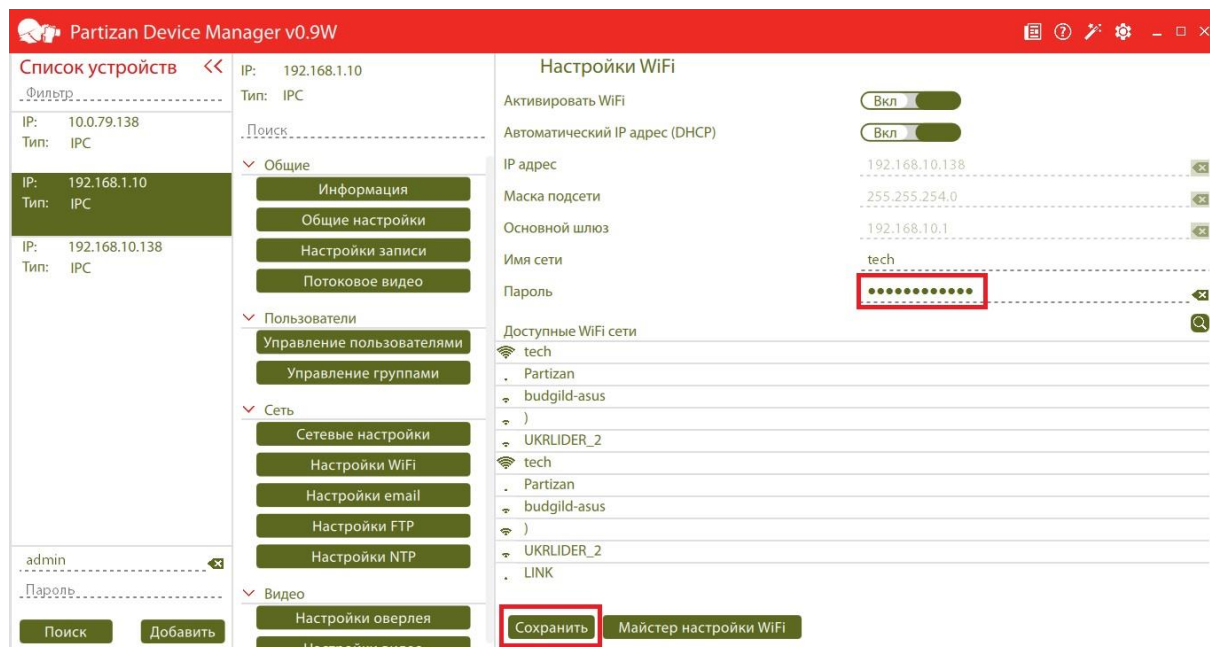 Partizan Device Manager v0.9W
Список устройств <<
Фильтр
IP: 10.0.79.138
Тип: IPC
IP: 192.168.1.10
Тип: IPC
IP: 192.168.10.138
Тип: IPC
admin
Пароль
Поиск Добавить
IP: 192.168.1.10
Тип: IPC
Поиск
Общие
Информация
Общие настройки
Настройки записи
Потоковое видео
Пользователи
Управление пользователями
Управление группами
Сеть
Сетевые настройки
Настройки WiFi
Настройки email
Настройки FTP
Настройки NTP
Видео
Настройки оверлея
Настройки WiFi
Активировать WiFi Вкл
Автоматический IP адрес (DHCP) Вкл
IP адрес 192.168.10.138
Маска подсети 255.255.254.0
Основной шлюз 192.168.10.1
Имя сети tech
Пароль ●●●●●●●●●●●●
Доступные WiFi сети
tech
Partizan
budgild-asus
)
UKRLIDER_2
tech
Partizan
budgild-asus
)
UKRLIDER_2
LINK
Сохранить Майстер настройки WiFi